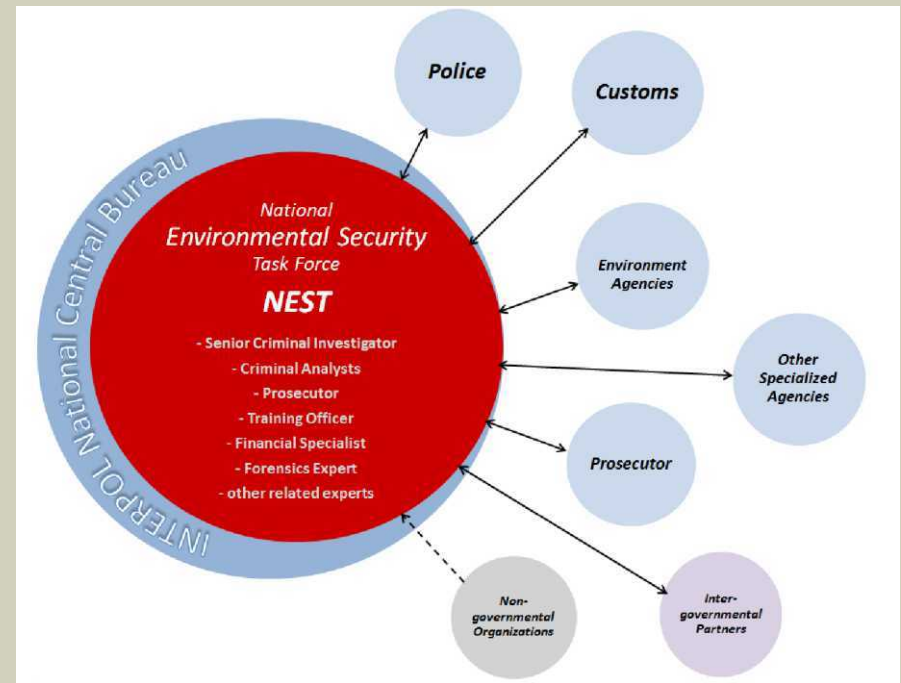 Police
Customs
INTERPOL National Central Bureau
National
Environmental Security
Task Force
NEST
- Senior Criminal Investigator
- Criminal Analysts
- Prosecutor
- Training Officer
- Financial Specialist
- Forensics Expert
- other related experts
Environment
Agencies
Other
Specialized
Agencies
Prosecutor
Non-
governmental
Organizations
Inter-
governmental
Partners